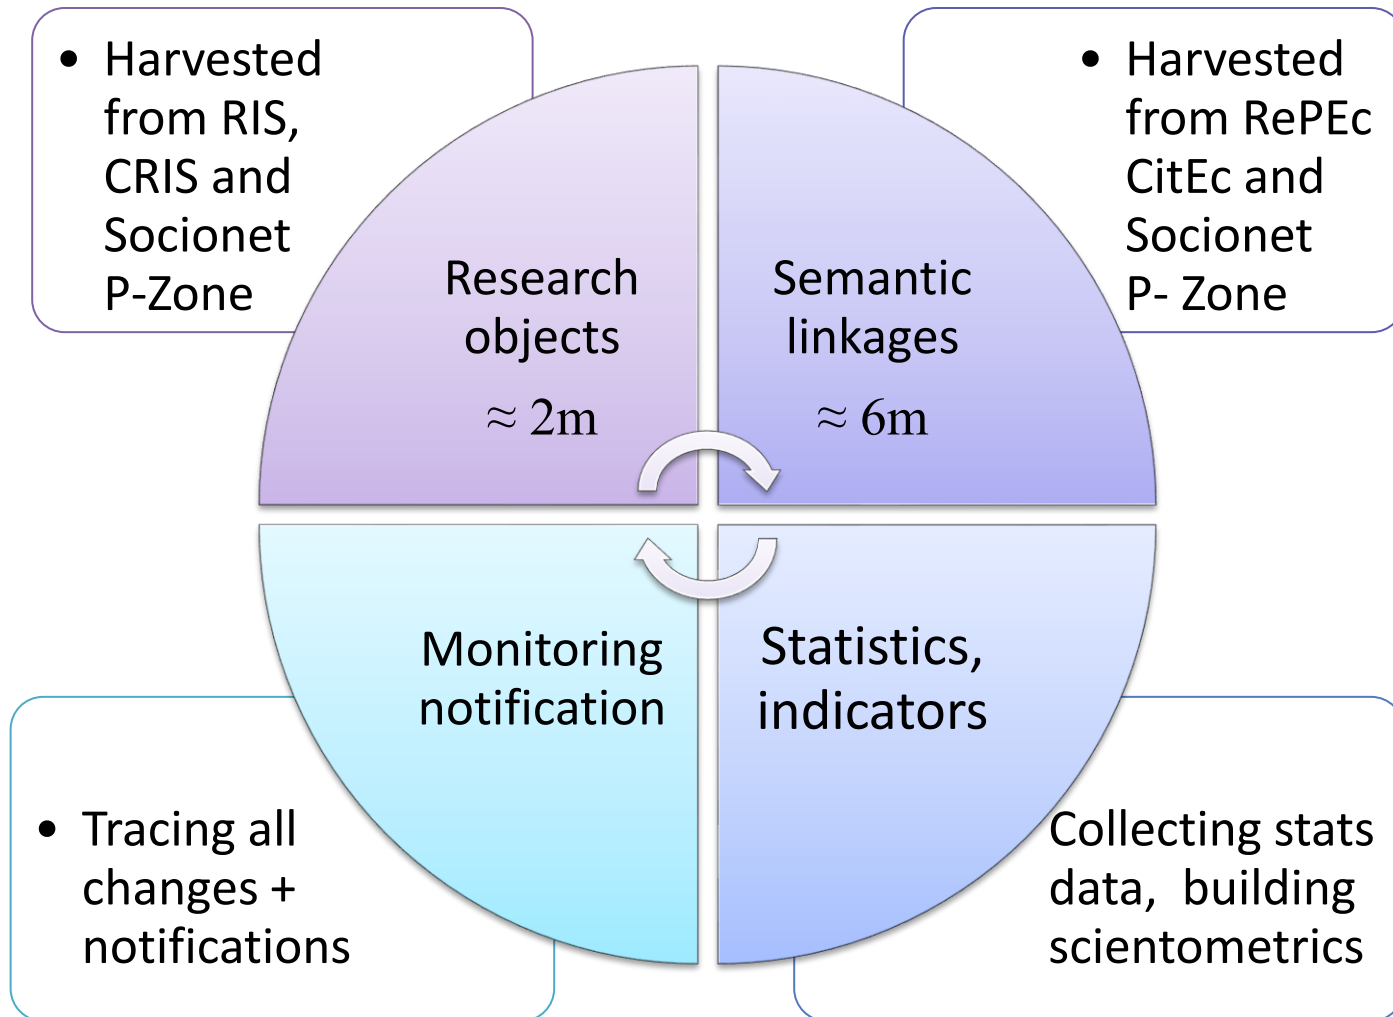 • Harvested
from RIS,
CRIS and
Socionet
P-Zone
• Harvested
from RePEc
CitEc and
Socionet
P- Zone
Research
objects
≈ 2m
Semantic
linkages
≈ 6m
Monitoring
notification
Statistics,
indicators
• Tracing all
changes +
notifications
Collecting stats
data, building
scientometrics